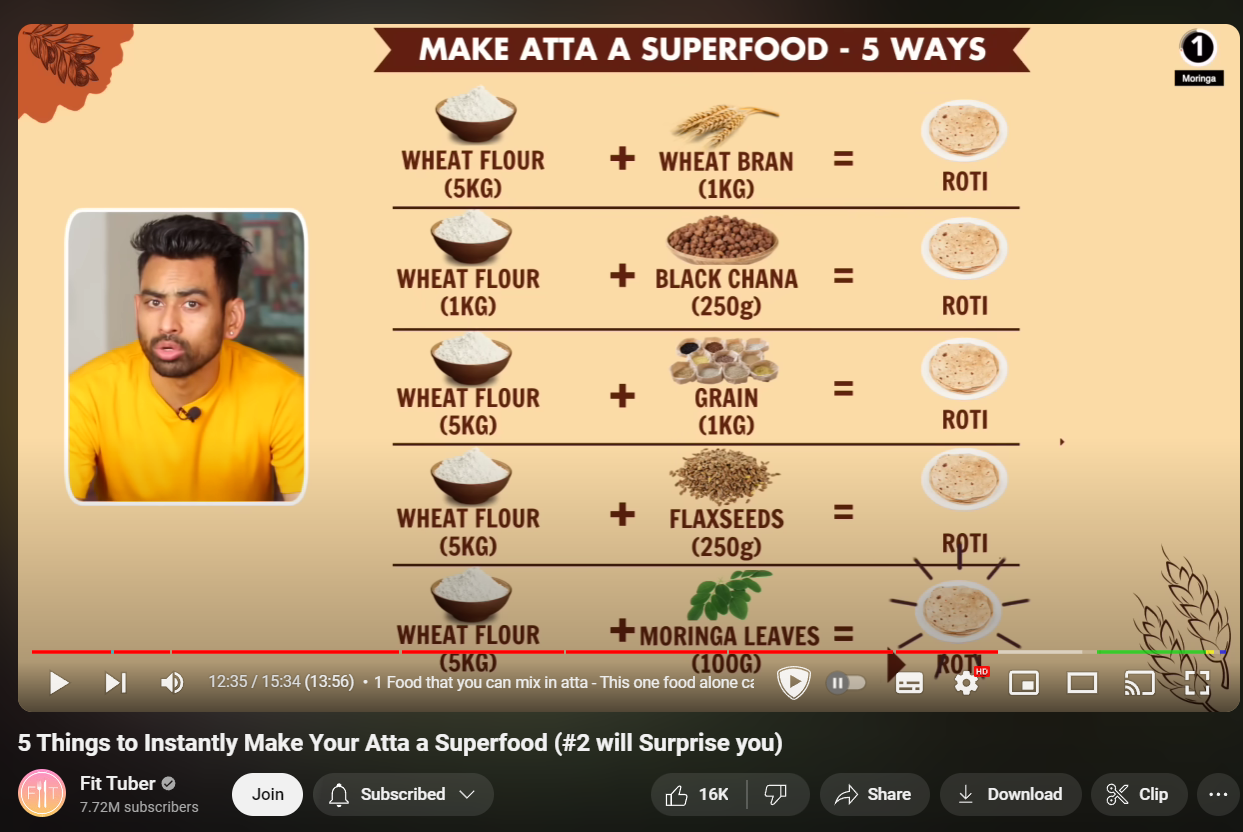 MAKE ATTA A SUPERFOOD - 5 WAYS
1
Moringa
WHEAT FLOUR + WHEAT BRAN = ROTI
(5KG) (1KG)
WHEAT FLOUR + BLACK CHANA = ROTI
(1KG) (250g)
WHEAT FLOUR + GRAIN = ROTI
(5KG) (1KG)
WHEAT FLOUR + FLAXSEEDS = ROTI
(5KG) (250g)
WHEAT FLOUR + MORINGA LEAVES = ROTI
(5KG) (100G)
12:35 / 15:34 (13:56) • 1 Food that you can mix in atta - This one food alone
HD
5 Things to Instantly Make Your Atta a Superfood (#2 will Surprise you)
FIT
Fit Tuber
7.72M subscribers
Join
Subscribed
16K
Share
Download
Clip